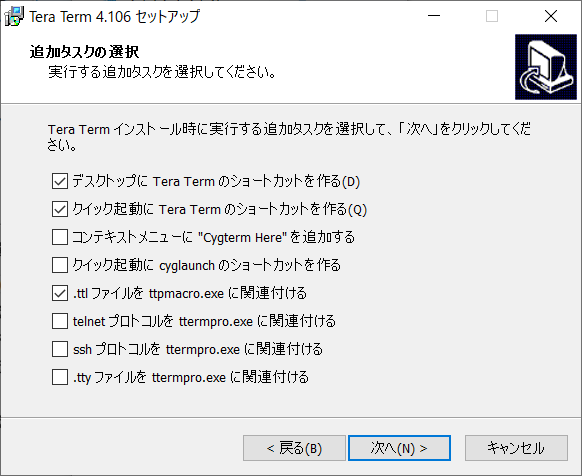 Tera Term 4.106 セットアップ
追加タスクの選択
実行する追加タスクを選択してください。
Tera Term インストール時に実行する追加タスクを選択して、「次へ」をクリックしてくだ
さい。
デスクトップに Tera Term のショートカットを作る(D)
クイック起動に Tera Term のショートカットを作る(Q)
コンテキストメニューに "Cygterm Here" を追加する
クイック起動に cyglaunch のショートカットを作る
.ttl ファイルを ttpmacro.exe に関連付ける
telnet プロトコルを ttermpro.exe に関連付ける
ssh プロトコルを ttermpro.exe に関連付ける
.tty ファイルを ttermpro.exe に関連付ける
< 戻る(B)
次へ(N) >
キャンセル